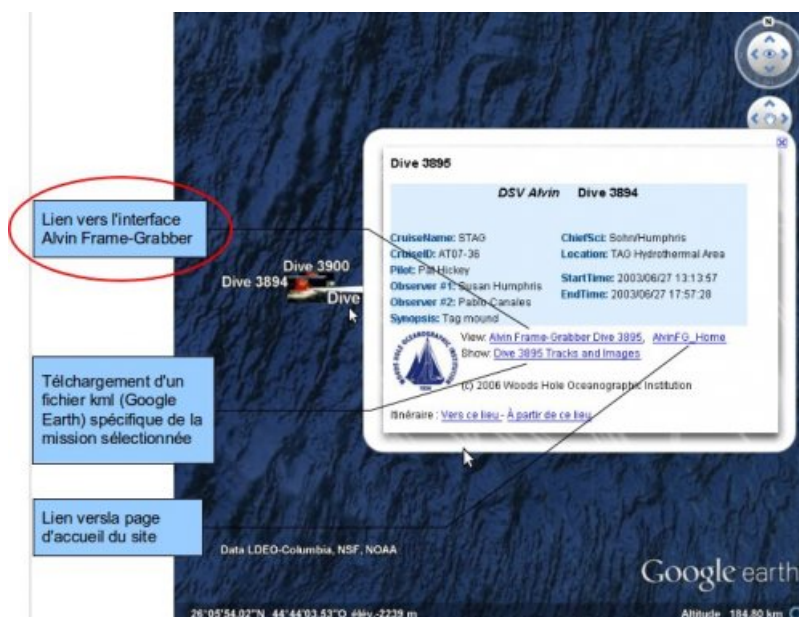 N
Dive 3895
DSV Alvin Dive 3894
CruiseName: STAG
CruiseID: AT07-36
Pilot: Pat Hickey
Observer #1: Susan Humphris
Observer #2: Pablo Canales
Synopsis: Tag mound
ChiefSci: Sohn/Humphris
Location: TAG Hydrothermal Area
StartTime: 2003/06/27 13:13:57
EndTime: 2003/06/27 17:57:28
View: Alvin Frame-Grabber Dive 3895, AlvinFG_Home
Show: Dive 3895 Tracks and Images
WOODS HOLE OCEANOGRAPHIC INSTITUTION
(c) 2006 Woods Hole Oceanographic Institution
Itinéraire : Vers ce lieu - À partir de ce lieu
Lien vers l'interface
Alvin Frame-Grabber
Dive 3900
Dive 3894
Dive
Télchargement d'un
fichier kml (Google
Earth) spécifique de la
mission sélectionnée
Lien versla page
d'accueil du site
Data LDEO-Columbia, NSF, NOAA
Google earth
26°05'54.02"N 44°44'03.53"O élév.-2239 m
Altitude 184.80 km